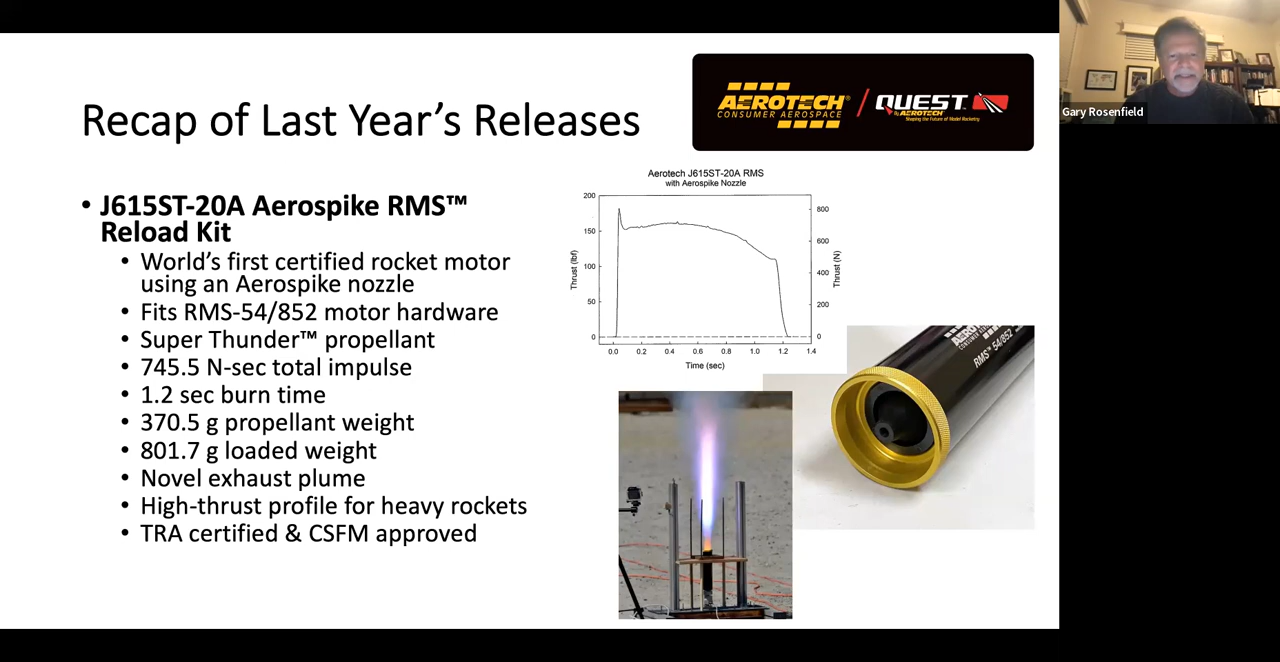 Recap of Last Year's Releases
AEROTECH®
CONSUMER AEROSPACE
QUEST
By AEROTECH
Shaping the Future of Model Rocketry
Gary Rosenfield
• J615ST-20A Aerospike RMS™
Reload Kit
• World's first certified rocket motor
using an Aerospike nozzle
• Fits RMS-54/852 motor hardware
• Super Thunder™ propellant
• 745.5 N-sec total impulse
• 1.2 sec burn time
• 370.5 g propellant weight
• 801.7 g loaded weight
• Novel exhaust plume
• High-thrust profile for heavy rockets
• TRA certified & CSFM approved
Aerotech J615ST-20A RMS
with Aerospike Nozzle
200
150
100
50
0
Thrust (lbf)
800
600
400
200
0
Thrust (N)
0.0 0.2 0.4 0.6 0.8 1.0 1.2 1.4
Time (sec)
RMS™ 54/852